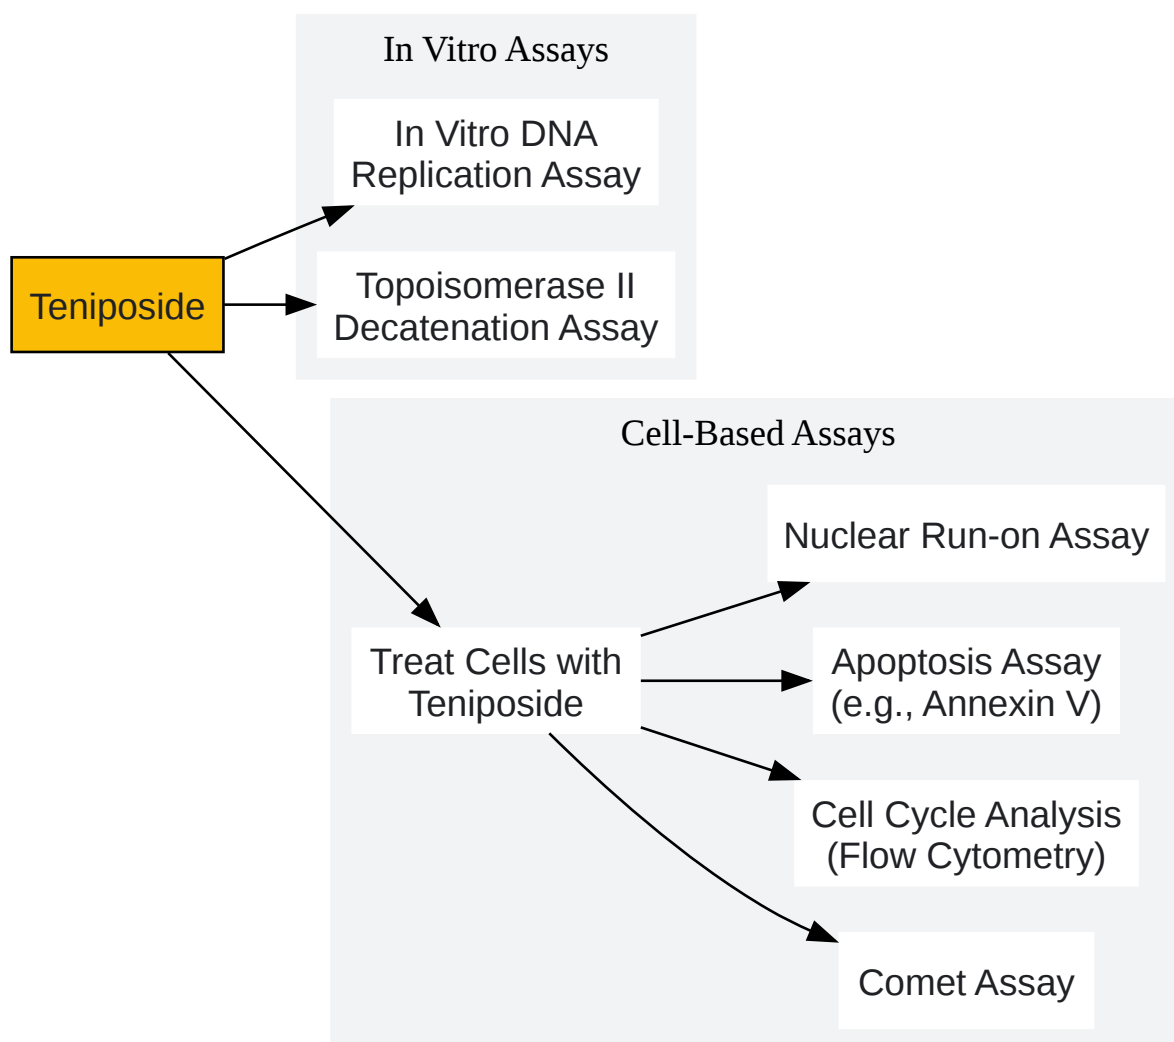 In Vitro Assays
In Vitro DNA
Replication Assay
Teniposide
Topoisomerase II
Decatenation Assay
Cell-Based Assays
Nuclear Run-on Assay
Treat Cells with
Teniposide
Apoptosis Assay
(e.g., Annexin V)
Cell Cycle Analysis
(Flow Cytometry)
Comet Assay